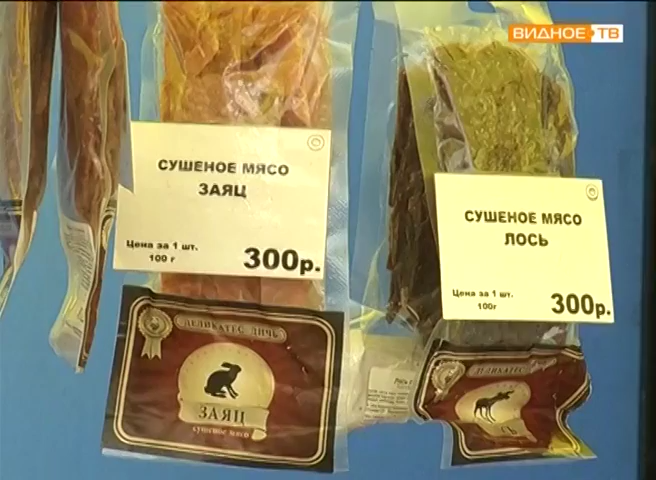 ВИДНОЕ ТВ
СУШЕНОЕ МЯСО
ЗАЯЦ
Цена за 1 шт.
100 г
300р.
СУШЕНОЕ МЯСО
ЛОСЬ
Цена за 1 шт.
100г
300р.
ДЕЛИКАТЕС ДИЧЬ
ЗАЯЦ
сушеное мясо
ДЕЛИКАТЕС